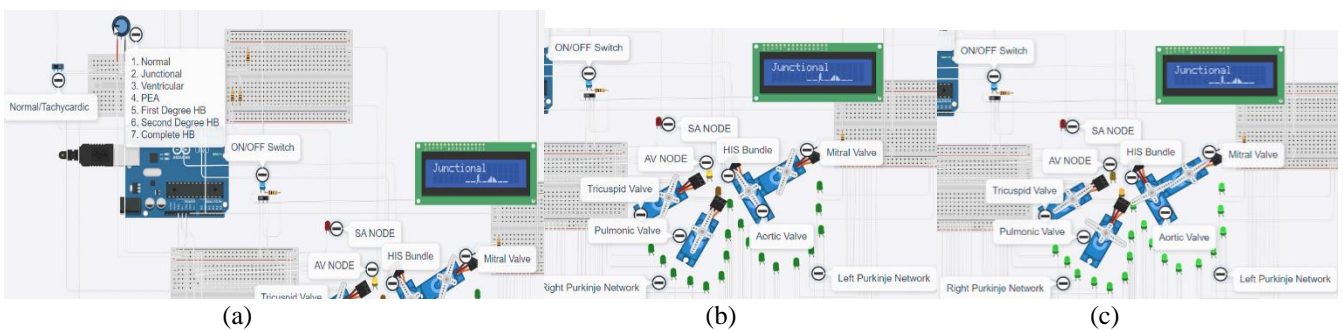 1. Normal
2. Junctional
3. Ventricular
4. PEA
5. First Degree HB
6. Second Degree HB
7. Complete HB
Normal/Tachycardic
ON/OFF Switch
Junctional
SA NODE
AV NODE
HIS Bundle
Mitral Valve
Tricuspid Valve
(a)
ON/OFF Switch
Junctional
SA NODE
AV NODE
HIS Bundle
Mitral Valve
Tricuspid Valve
Pulmonic Valve
Aortic Valve
Left Purkinje Network
Right Purkinje Network
(b)
ON/OFF Switch
Junctional
SA NODE
AV NODE
HIS Bundle
Mitral Valve
Tricuspid Valve
Pulmonic Valve
Aortic Valve
Left Purkinje Network
Right Purkinje Network
(c)